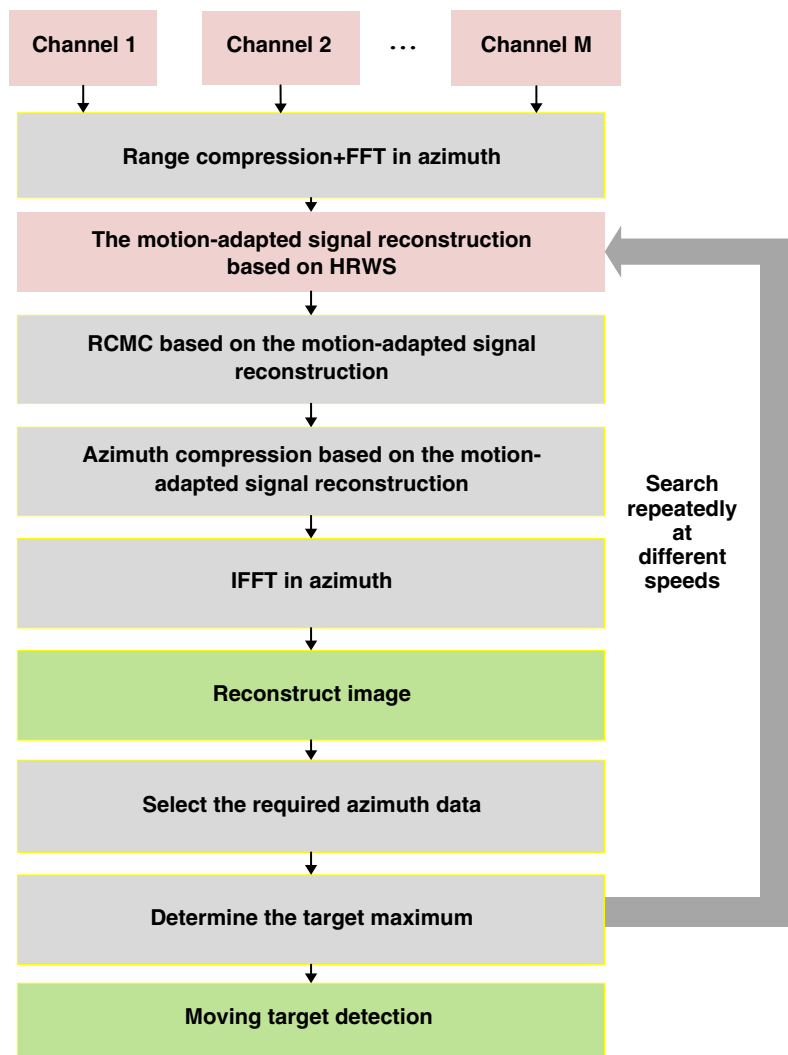 Channel 1
Channel 2
...
Channel M
Range compression+FFT in azimuth
The motion-adapted signal reconstruction
based on HRWS
RCMC based on the motion-adapted signal
reconstruction
Azimuth compression based on the motion-
adapted signal reconstruction
IFFT in azimuth
Reconstruct image
Select the required azimuth data
Determine the target maximum
Moving target detection
Search
repeatedly
at
different
speeds